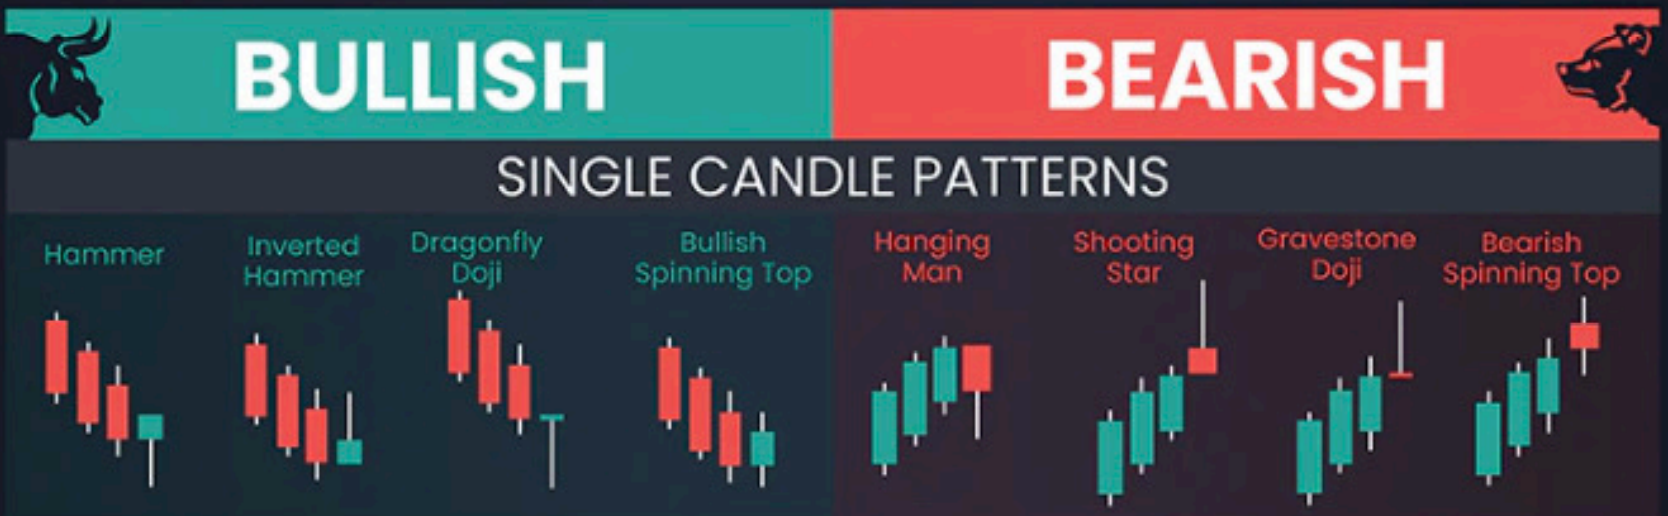 BULLISH
BEARISH
SINGLE CANDLE PATTERNS
Hammer
Inverted
Hammer
Dragonfly
Doji
Bullish
Spinning Top
Hanging
Man
Shooting
Star
Gravestone
Doji
Bearish
Spinning Top